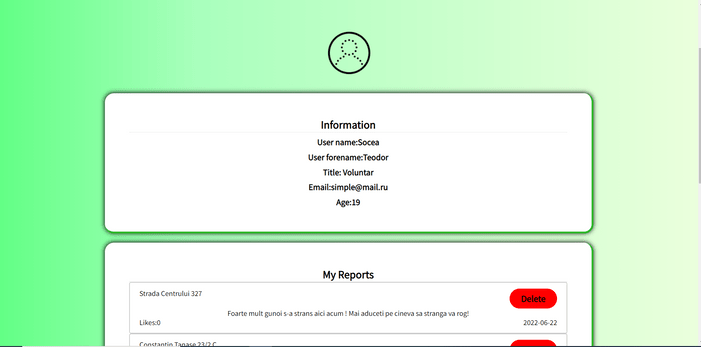 Information
User name:Socea
User forename:Teodor
Title: Voluntar
Email:simple@mail.ru
Age:19
My Reports
Strada Centrului 327
Delete
Foarte mult gunoi s-a strans aici acum ! Mai aduceti pe cineva sa stranga va rog!
Likes:0
2022-06-22
Constantin Tanase 23/2 C